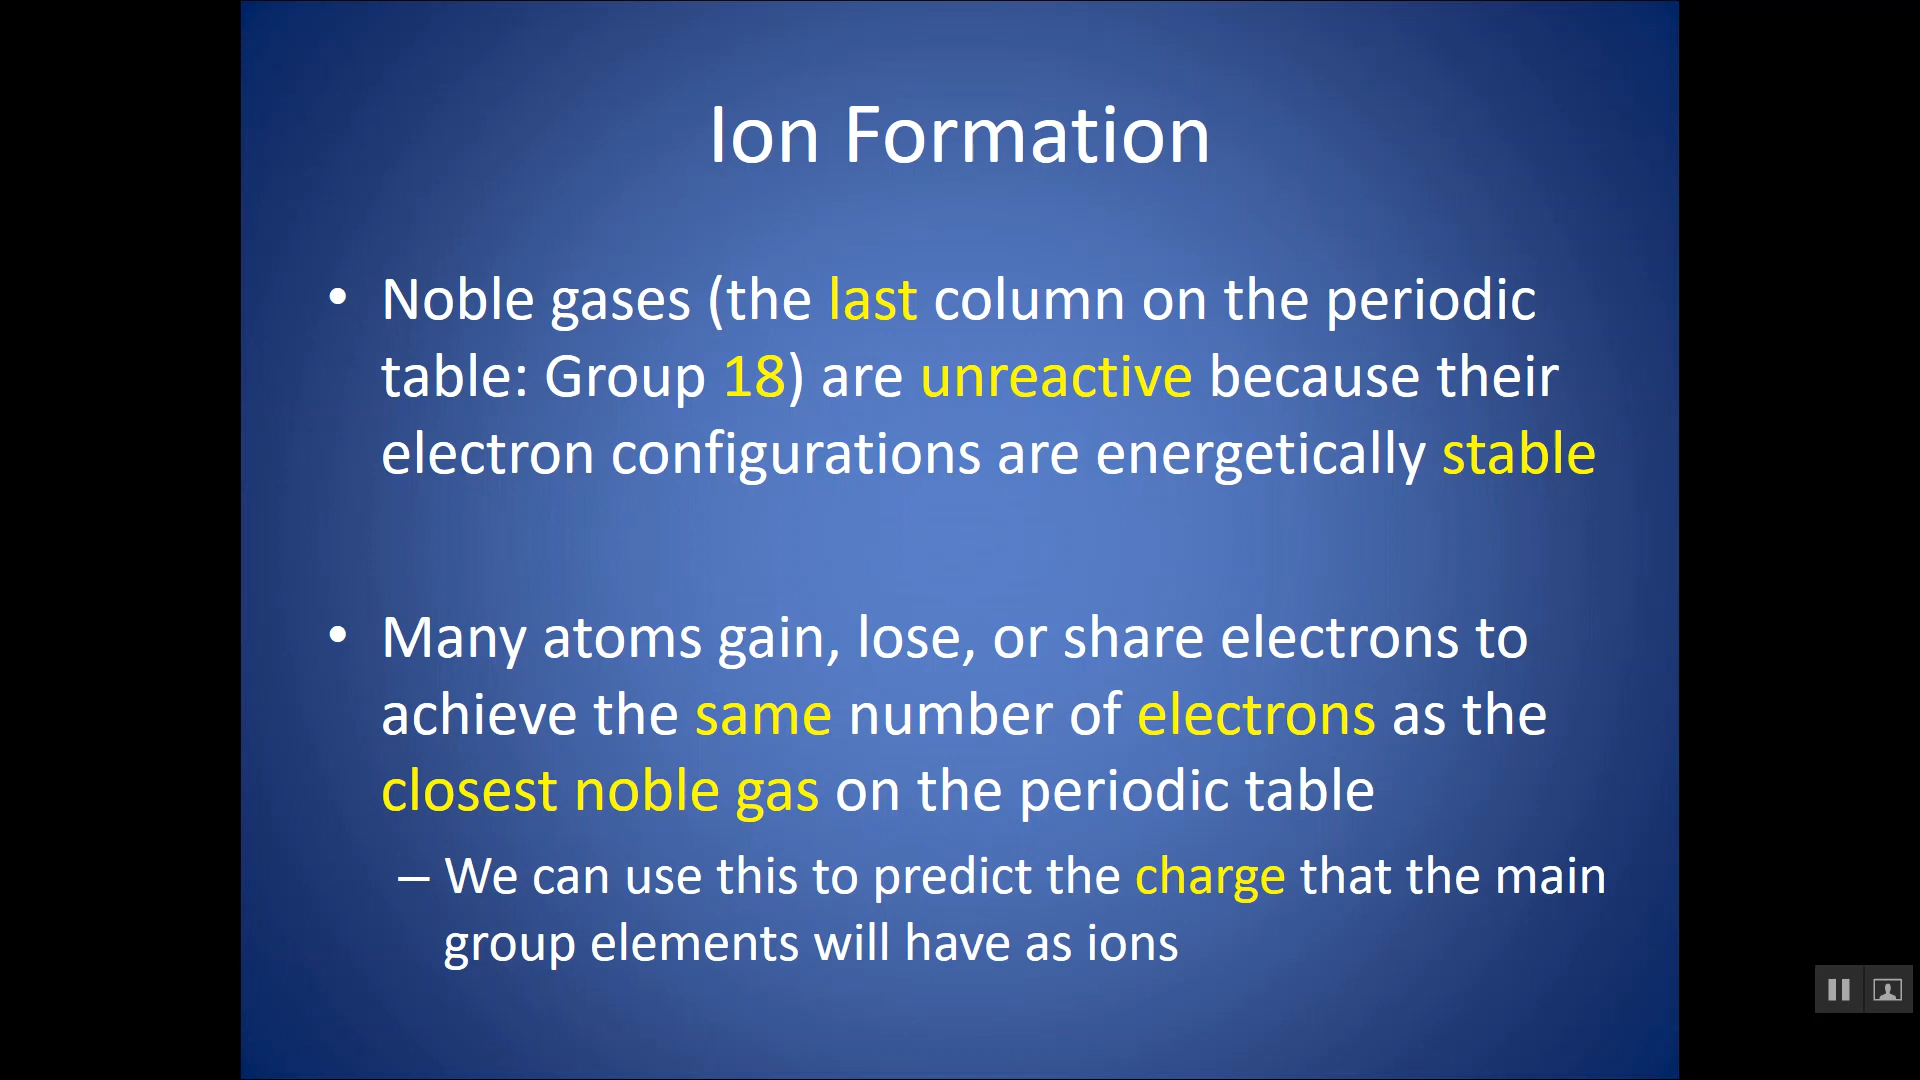 Ion Formation
• Noble gases (the last column on the periodic
table: Group 18) are unreactive because their
electron configurations are energetically stable
• Many atoms gain, lose, or share electrons to
achieve the same number of electrons as the
closest noble gas on the periodic table
– We can use this to predict the charge that the main
group elements will have as ions